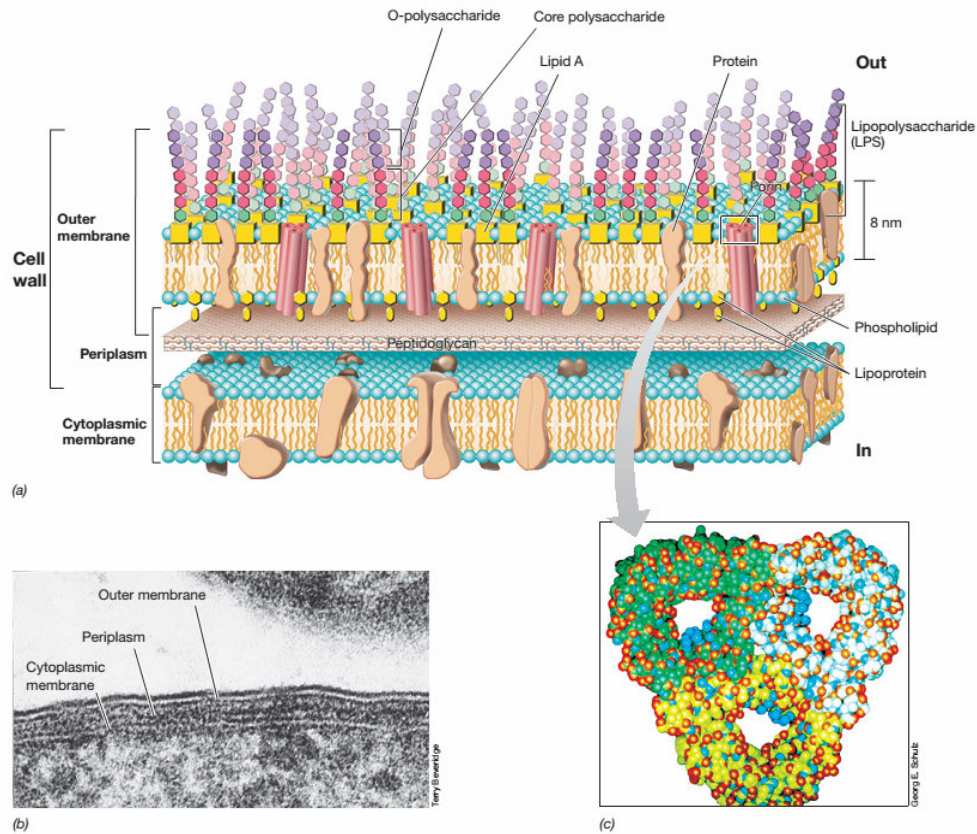 O-polysaccharide
Core polysaccharide
Lipid A
Protein
Out
Lipopolysaccharide
(LPS)
Porin
8 nm
Outer
membrane
Cell
wall
Periplasm
Peptidoglycan
Phospholipid
Lipoprotein
Cytoplasmic
membrane
In
(a)
Outer membrane
Periplasm
Cytoplasmic
membrane
Terry Beveridge
(b)
Georg E. Schulz
(c)